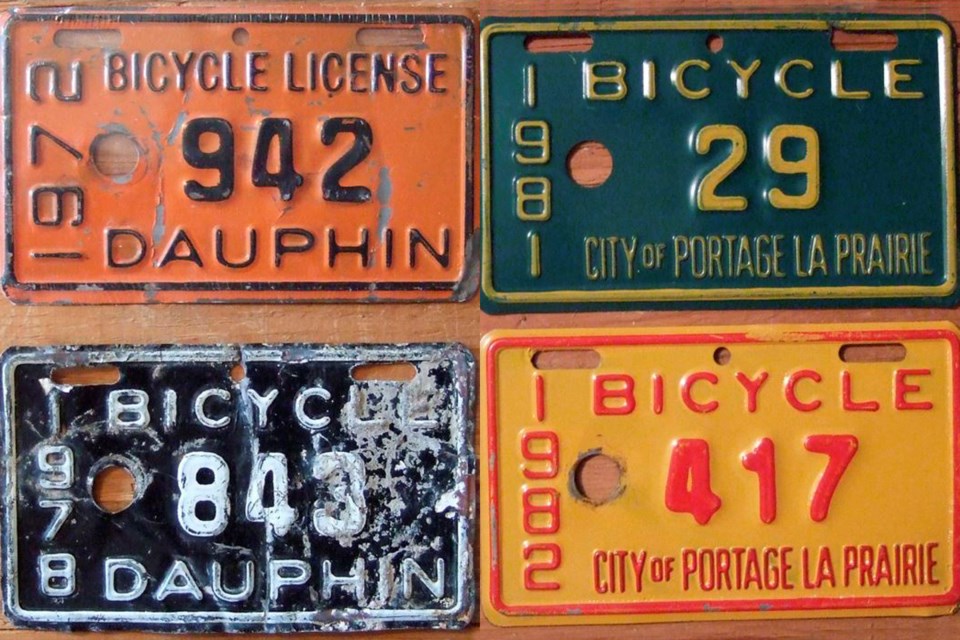 1972
BICYCLE LICENSE
942
DAUPHIN
1981
BICYCLE
29
CITY OF PORTAGE LA PRAIRIE
1978
BICYCLE
843
DAUPHIN
1982
BICYCLE
417
CITY OF PORTAGE LA PRAIRIE